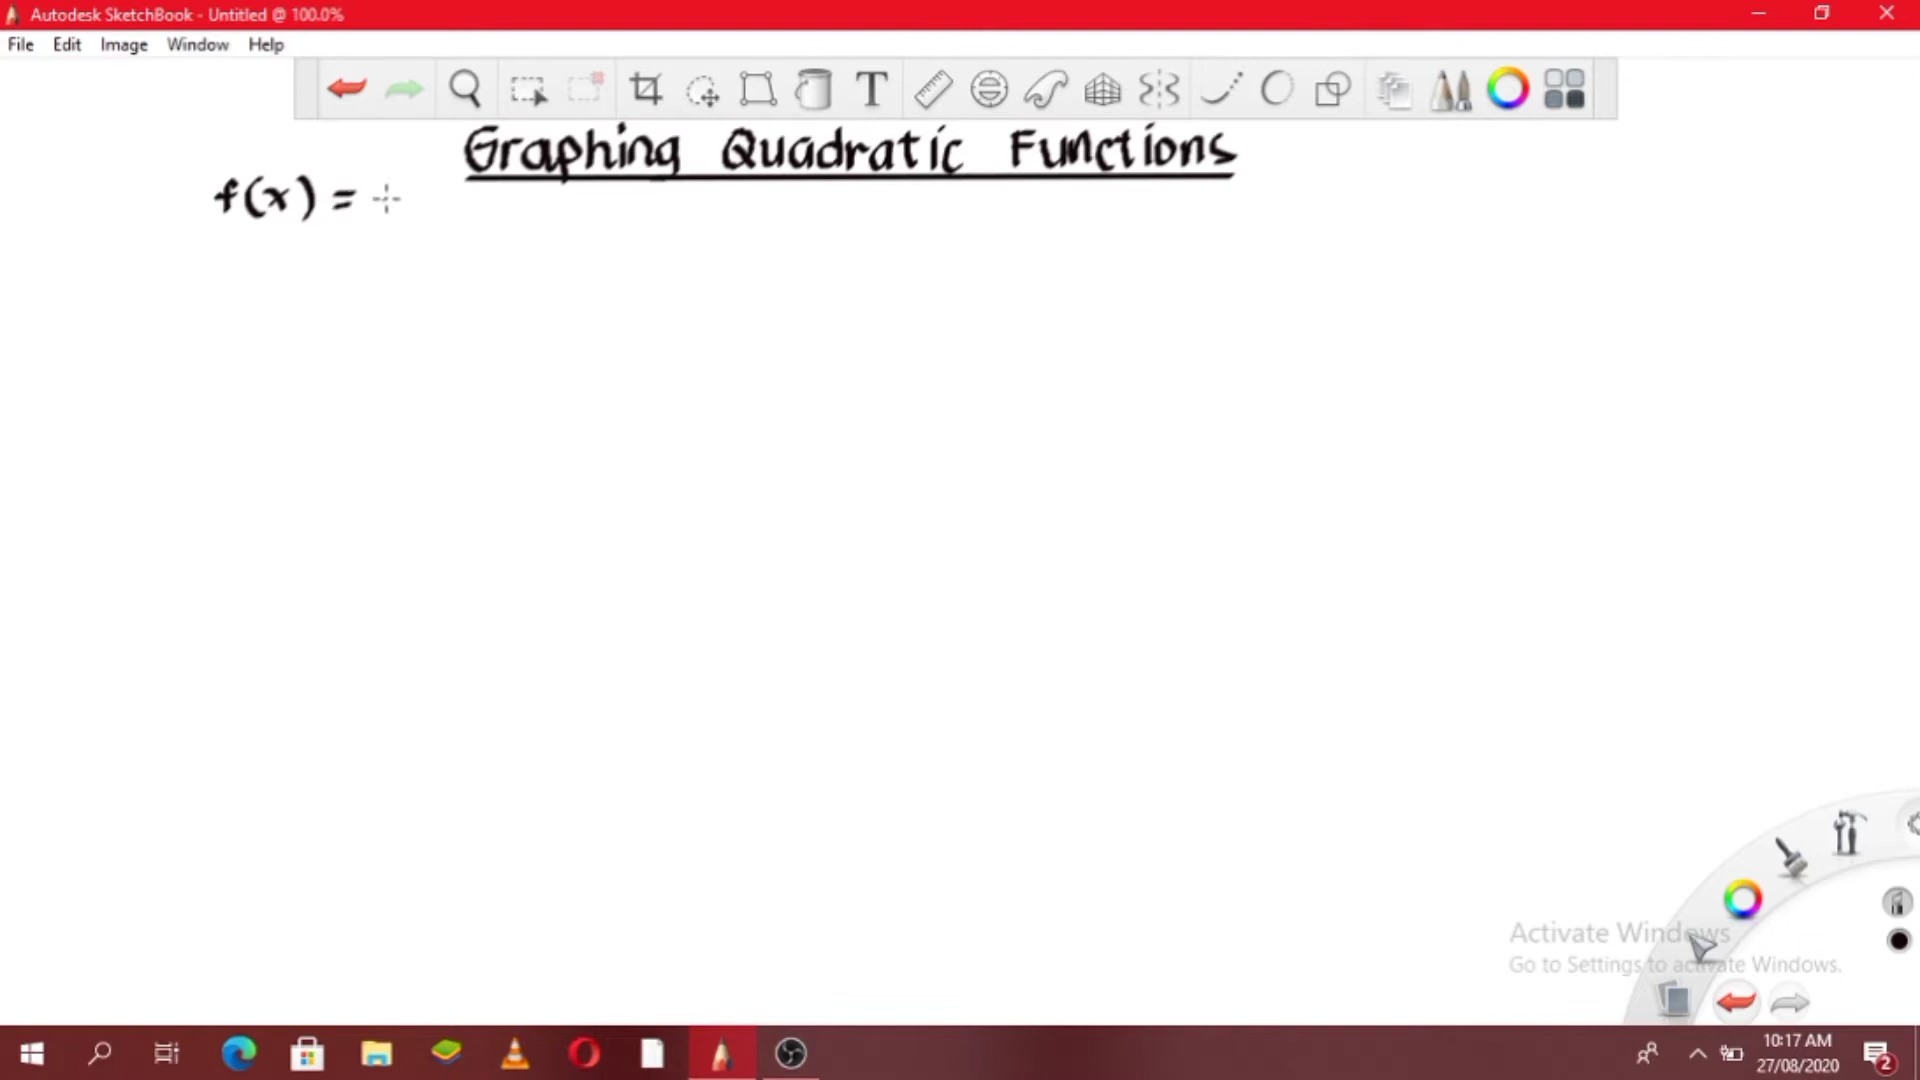 Autodesk SketchBook - Untitled @ 100.0%
File Edit Image Window Help
T
Graphing Quadratic Functions
f(x) =
Activate Windows
Go to Settings to activate Windows.
10:17 AM
27/08/2020
2